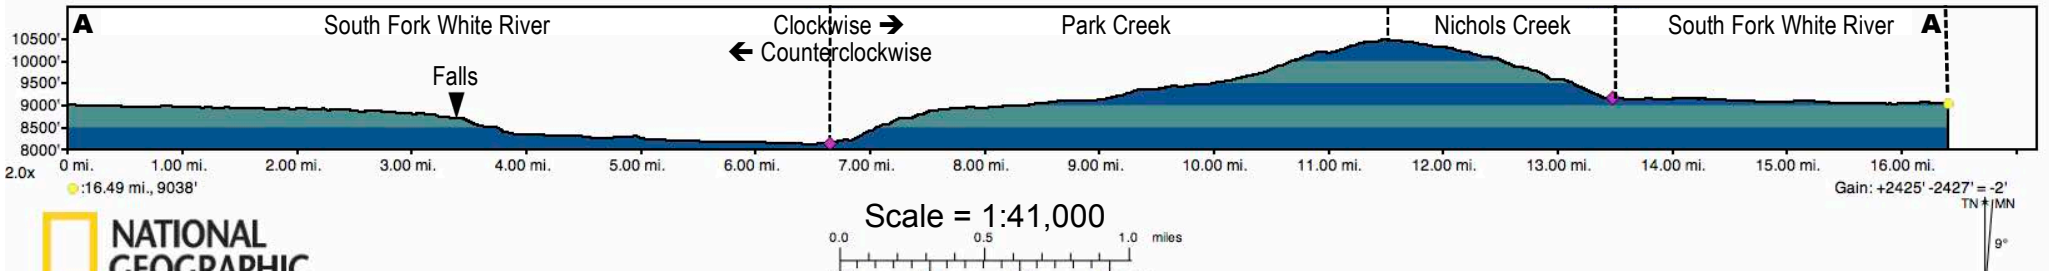 A South Fork White River Clockwise → Park Creek Nichols Creek South Fork White River A
← Counterclockwise
Falls
10500'
10000'
9500'
9000'
8500'
8000'
0 mi. 1.00 mi. 2.00 mi. 3.00 mi. 4.00 mi. 5.00 mi. 6.00 mi. 7.00 mi. 8.00 mi. 9.00 mi. 10.00 mi. 11.00 mi. 12.00 mi. 13.00 mi. 14.00 mi. 15.00 mi. 16.00 mi.
2.0x
:16.49 mi., 9038'
Gain: +2425' -2427' = -2'
TN MN
9°
Scale = 1:41,000
0.0 0.5 1.0 miles
NATIONAL
GEOGRAPHIC